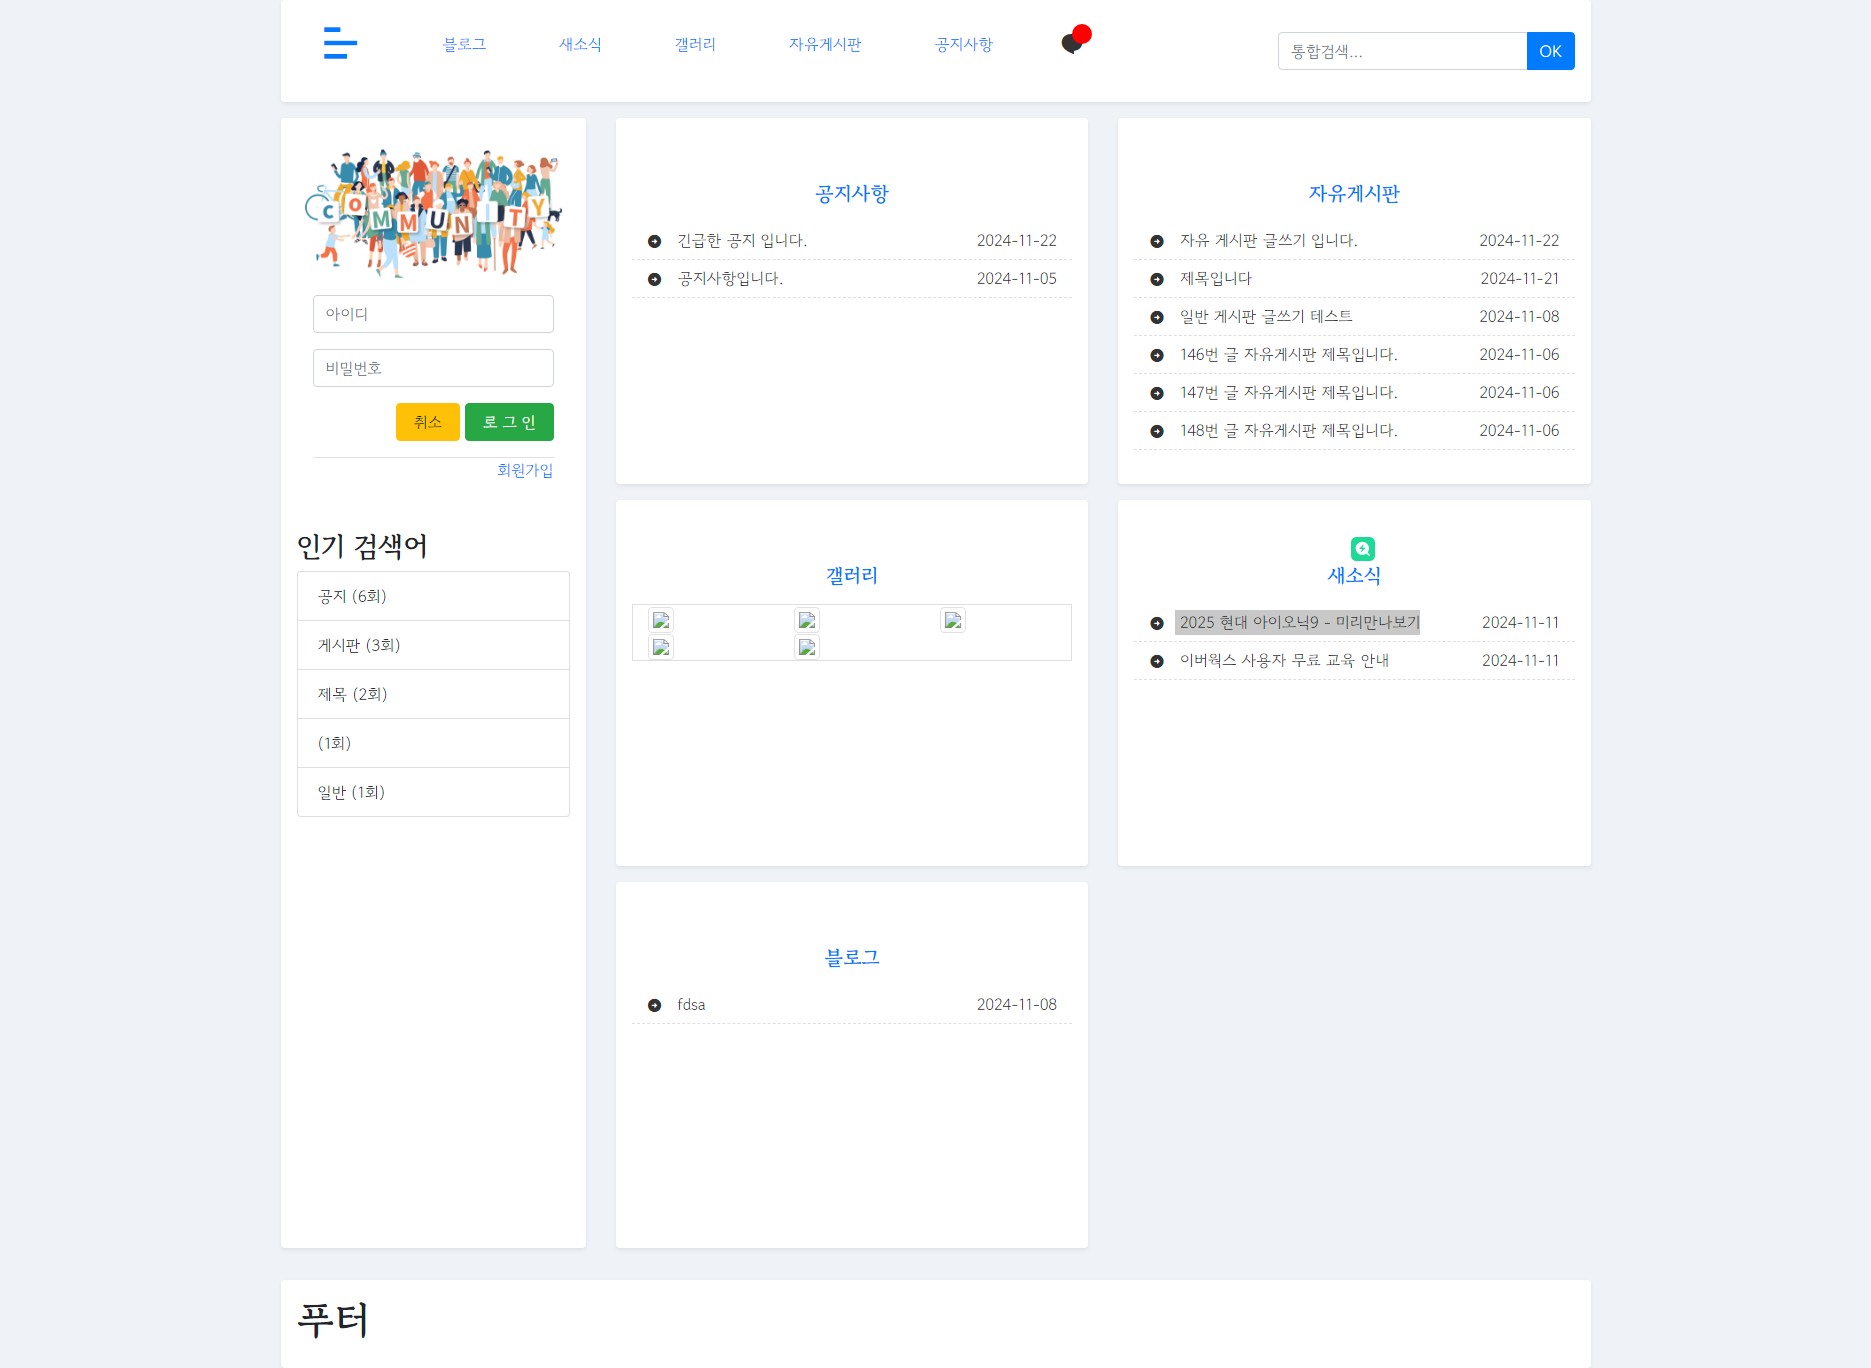 블로그 새소식 갤러리 자유게시판 공지사항 통합검색... OK
COMMUNITY
아이디
비밀번호
취소 로 그 인
회원가입
인기 검색어
공지 (6회)
게시판 (3회)
제목 (2회)
(1회)
일반 (1회)
공지사항
긴급한 공지 입니다. 2024-11-22
공지사항입니다. 2024-11-05
자유게시판
자유 게시판 글쓰기 입니다. 2024-11-22
제목입니다 2024-11-21
일반 게시판 글쓰기 테스트 2024-11-08
146번 글 자유게시판 제목입니다. 2024-11-06
147번 글 자유게시판 제목입니다. 2024-11-06
148번 글 자유게시판 제목입니다. 2024-11-06
갤러리
새소식
2025 현대 아이오닉9 - 미리만나보기 2024-11-11
이버웍스 사용자 무료 교육 안내 2024-11-11
블로그
fdsa 2024-11-08
푸터